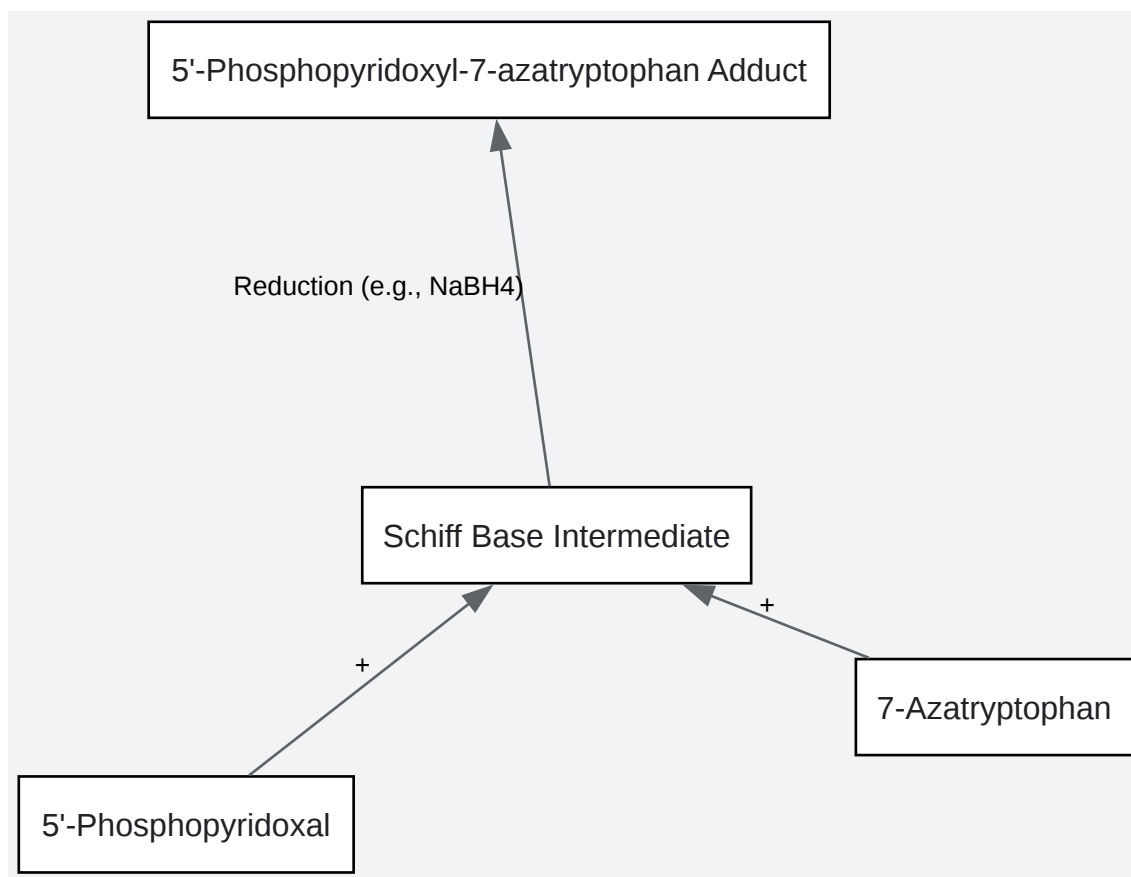 5'-Phosphopyridoxyl-7-azatryptophan Adduct
Reduction (e.g., NaBH4)
Schiff Base Intermediate
+
+
7-Azatryptophan
5'-Phosphopyridoxal